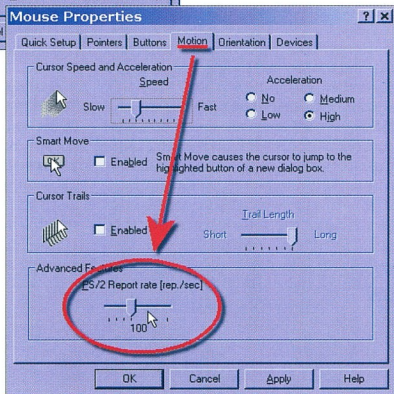 Mouse Properties
Quick Setup Pointers Buttons Motion Orientation Devices
Cursor Speed and Acceleration
Speed
Slow
Fast
Acceleration
No
Medium
Low
High
Smart Move
Enabled
Smart Move causes the cursor to jump to the
highlighted button of a new dialog box.
Cursor Trails
Enabled
Trail Length
Short
Long
Advanced Features
PS/2 Report rate [rep./sec]
100
OK Cancel Apply Help